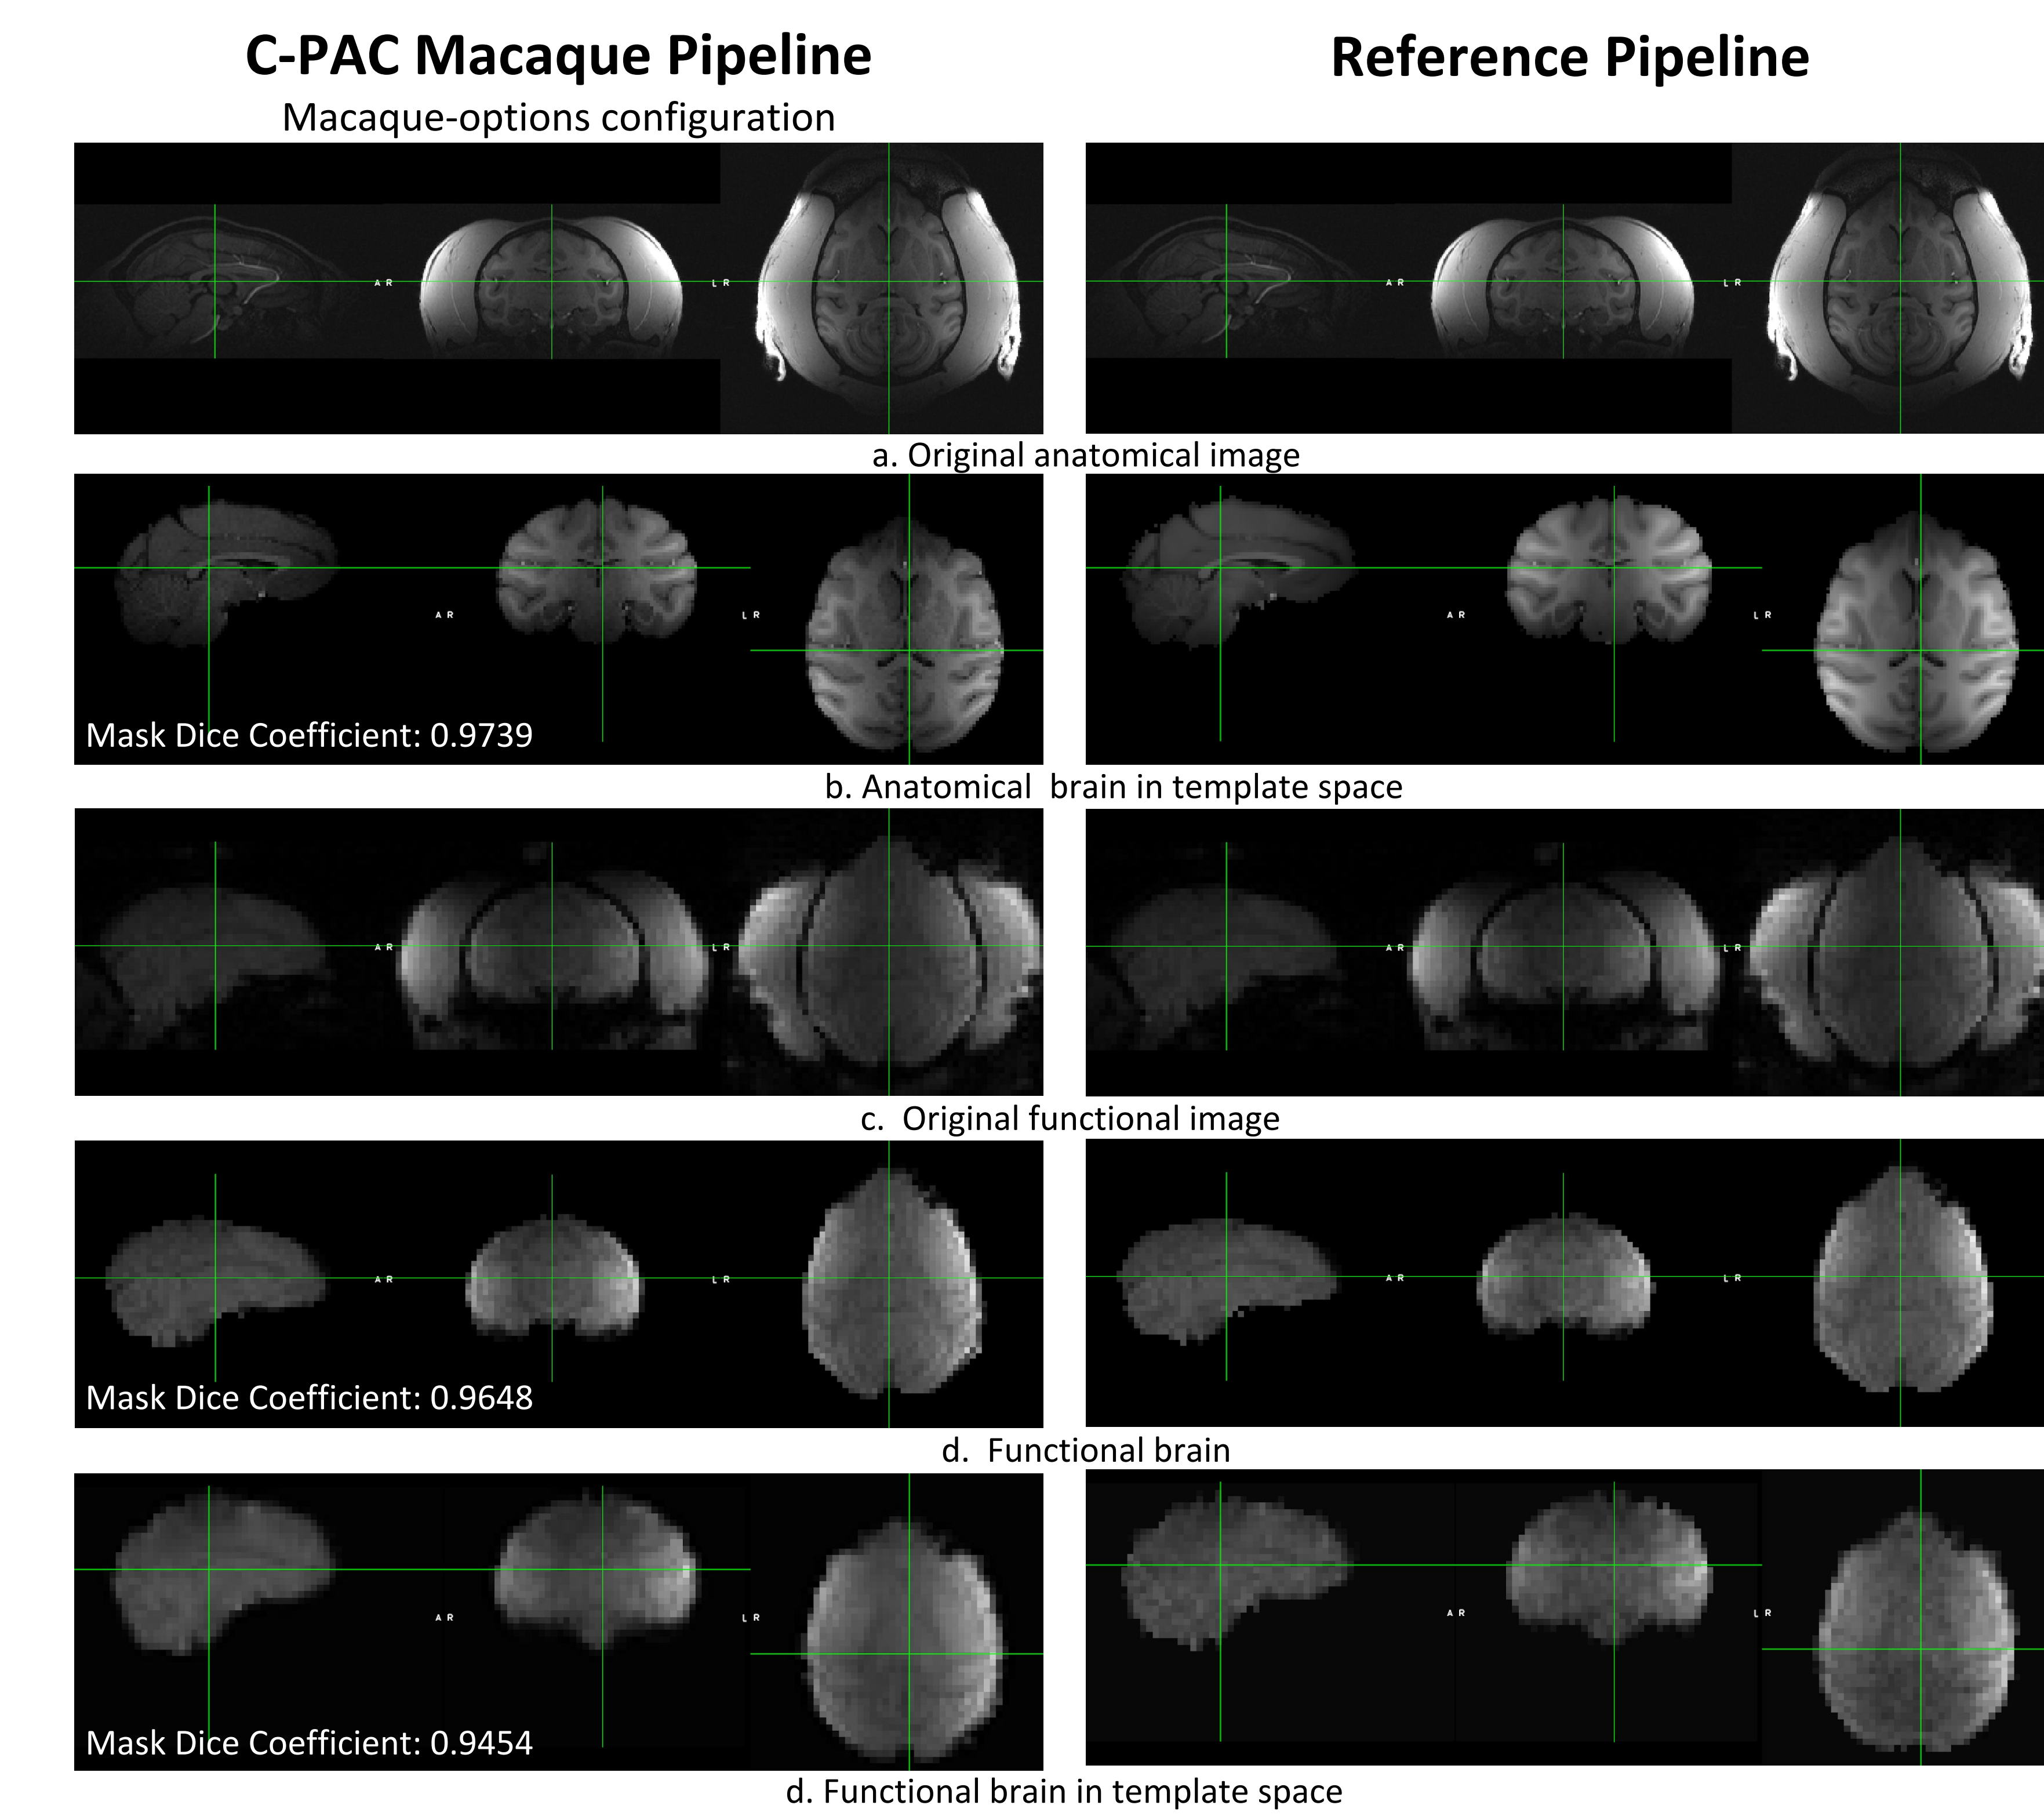 C-PAC Macaque Pipeline
Reference Pipeline
Macaque-options configuration
A R L R A R L R
a. Original anatomical image
A R L R A R L R
Mask Dice Coefficient: 0.9739
b. Anatomical brain in template space
A R L R A R L R
c. Original functional image
A R L R A R L R
Mask Dice Coefficient: 0.9648
d. Functional brain
A R L R A R L R
Mask Dice Coefficient: 0.9454
d. Functional brain in template space